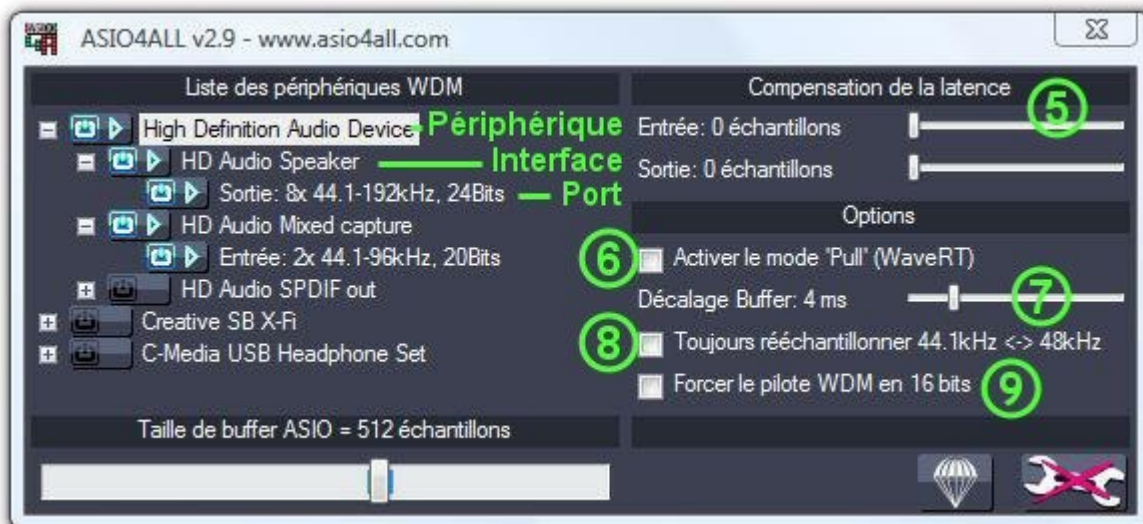 ASIO4ALL v2.9 - www.asio4all.com
Liste des périphériques WDM
High Definition Audio Device Périphérique
HD Audio Speaker Interface
Sortie: 8x 44.1-192kHz, 24Bits Port
HD Audio Mixed capture
Entrée: 2x 44.1-96kHz, 20Bits
HD Audio SPDIF out
Creative SB X-Fi
C-Media USB Headphone Set
Taille de buffer ASIO = 512 échantillons
Compensation de la latence
5
Entrée: 0 échantillons
Sortie: 0 échantillons
Options
6 Activer le mode "Pull" (WaveRT)
Décalage Buffer: 4 ms 7
8 Toujours rééchantillonner 44.1kHz <-> 48kHz
Forcer le pilote WDM en 16 bits 9